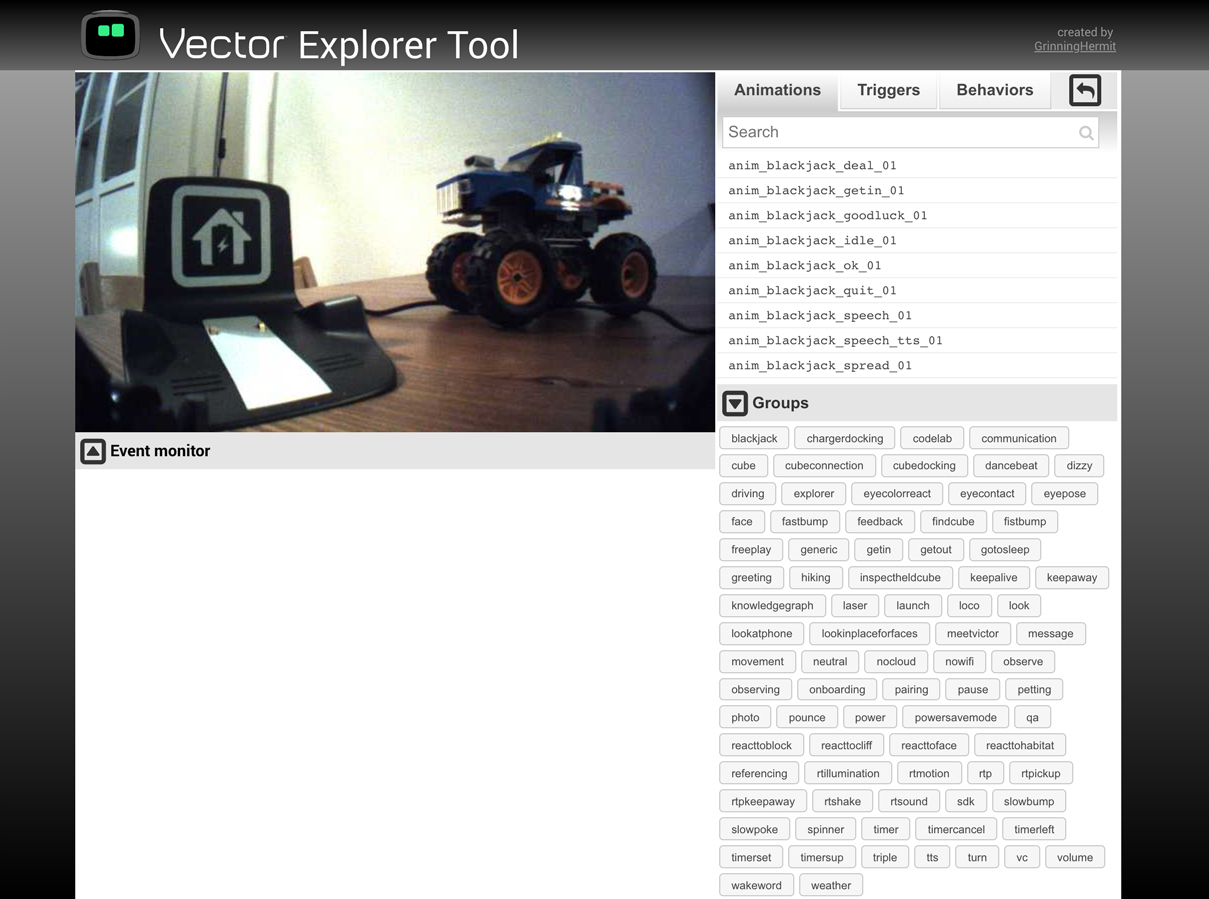 Vector Explorer Tool
created by
GrinningHermit
Animations Triggers Behaviors
Search
anim_blackjack_deal_01
anim_blackjack_getin_01
anim_blackjack_goodluck_01
anim_blackjack_idle_01
anim_blackjack_ok_01
anim_blackjack_quit_01
anim_blackjack_speech_01
anim_blackjack_speech_tts_01
anim_blackjack_spread_01
Groups
blackjack chargerdocking codelab communication
cube cubeconnection cubedocking dancebeat dizzy
driving explorer eyecolorreact eyecontact eyepose
face fastbump feedback findcube fistbump
freeplay generic getin getout gotosleep
greeting hiking inspectheldcube keepalive keepaway
knowledgegraph laser launch loco look
lookatphone lookinplaceforfaces meetvictor message
movement neutral nocloud nowifi observe
observing onboarding pairing pause petting
photo pounce power powersavemode qa
reacttoblock reacttocliff reacttoface reacttohabitat
referencing rtillumination rtmotion rtp rtpickup
rtpkeepaway rtshake rtsound sdk slowbump
slowpoke spinner timer timercancel timerleft
timerset timersup triple tts turn vc volume
wakeword weather
Event monitor